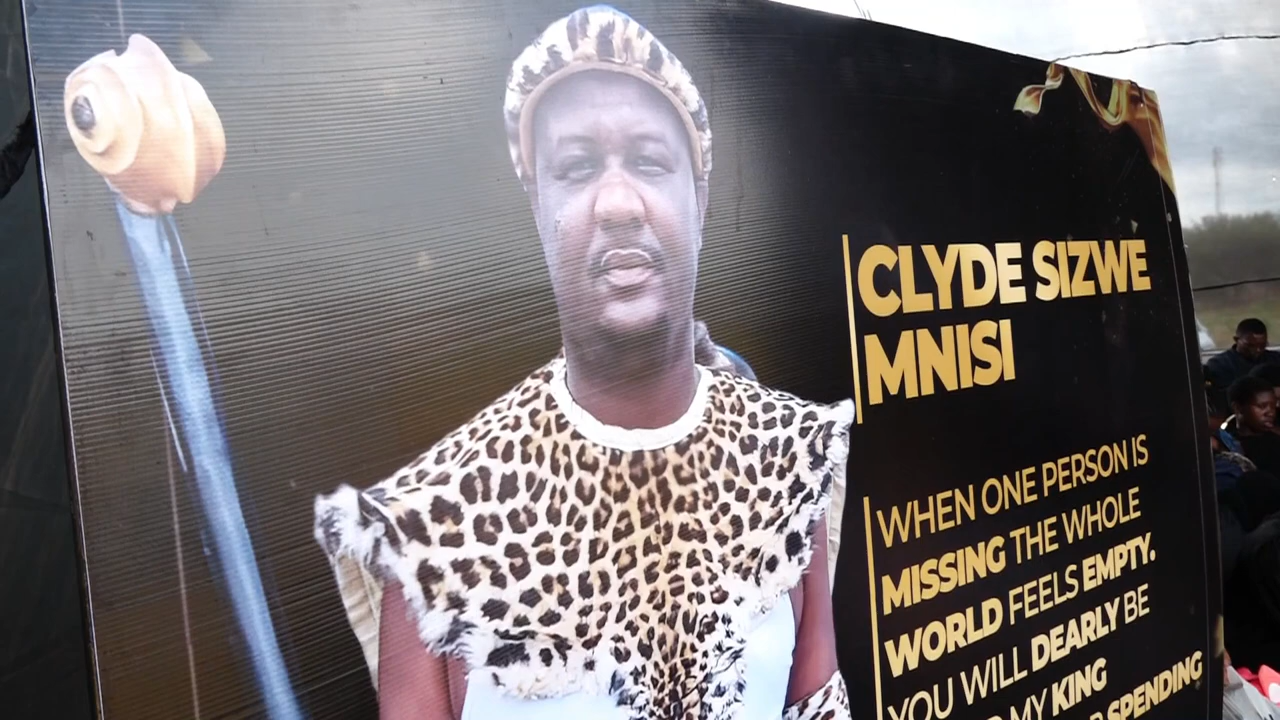 CLYDE SIZWE
MNISI
WHEN ONE PERSON IS
MISSING THE WHOLE
WORLD FEELS EMPTY.
YOU WILL DEARLY BE
MY KING
SPENDING